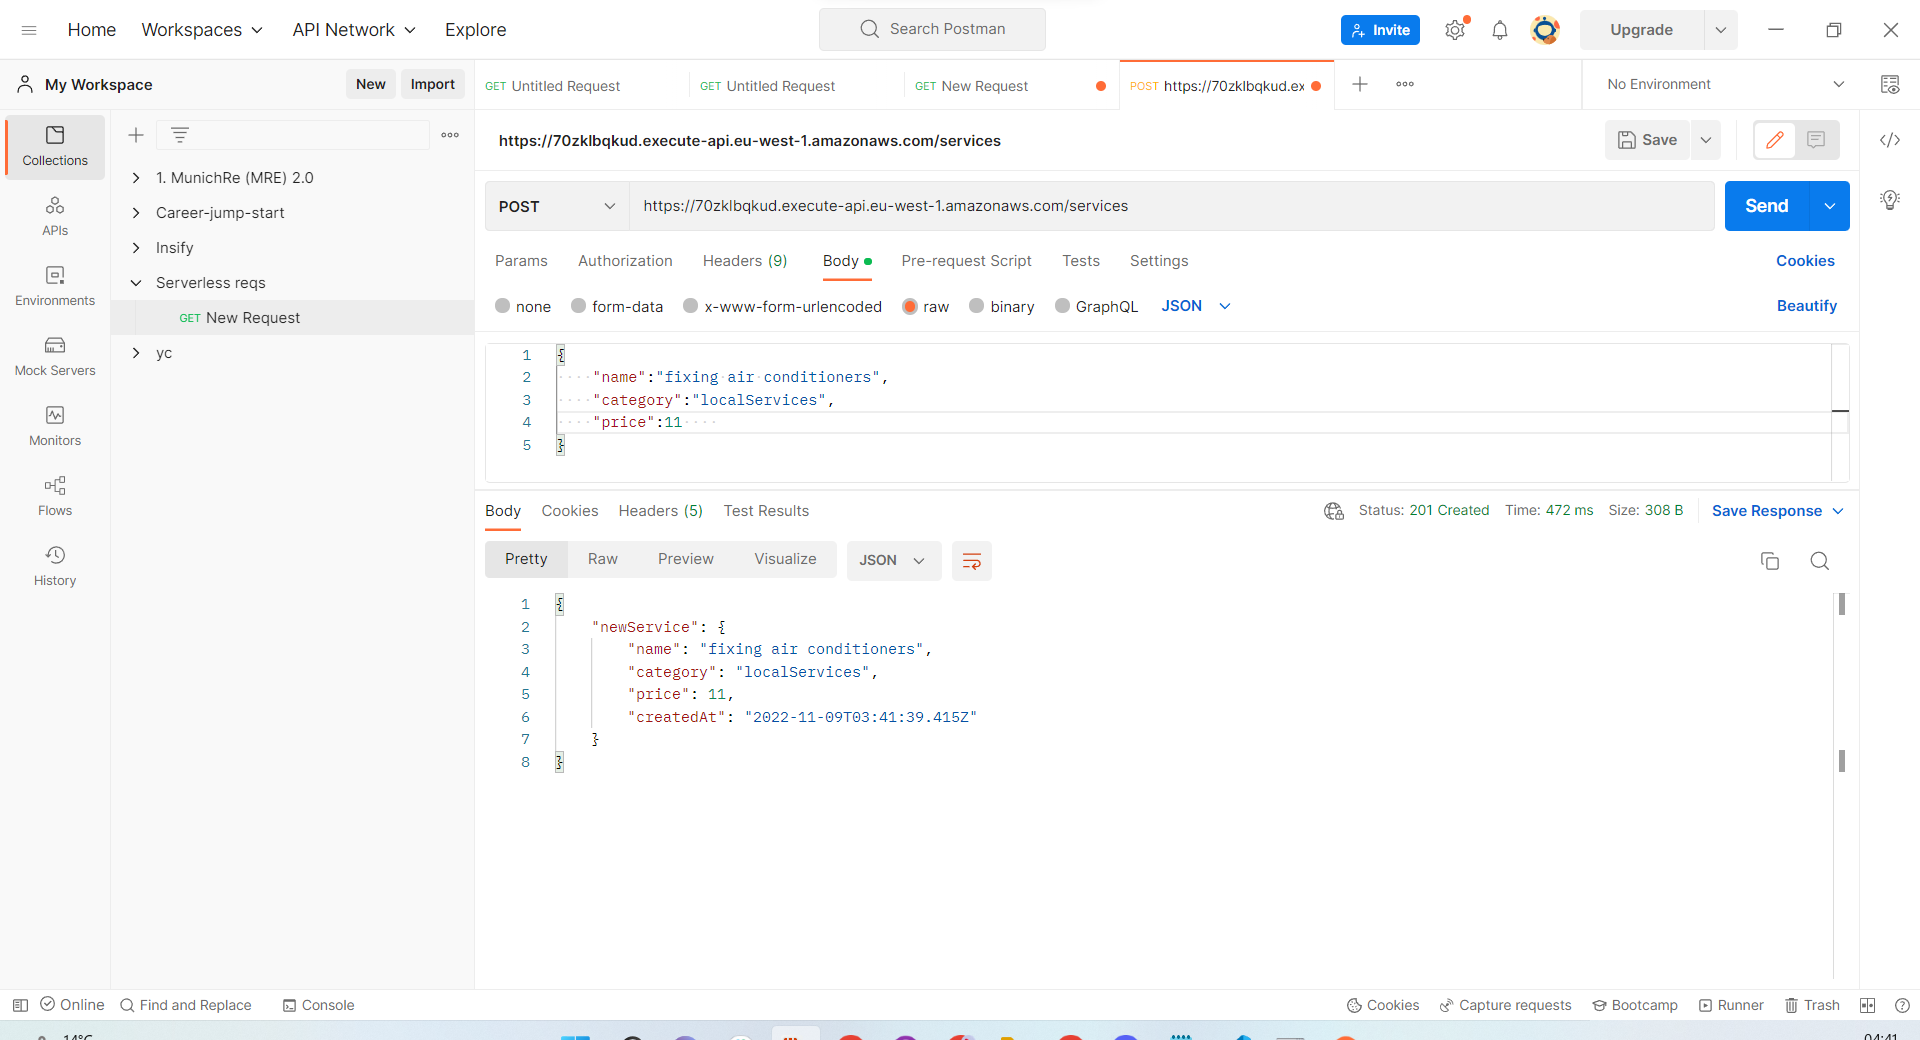 Home Workspaces API Network Explore Search Postman Invite Upgrade
My Workspace New Import GET Untitled Request GET Untitled Request GET New Request POST https://70zklbqkud.ex No Environment
Collections
APIs
Environments
Mock Servers
Monitors
Flows
History
1. MunichRe (MRE) 2.0
Career-jump-start
Insify
Serverless reqs
GET New Request
yc
https://70zklbqkud.execute-api.eu-west-1.amazonaws.com/services Save
POST https://70zklbqkud.execute-api.eu-west-1.amazonaws.com/services Send
Params Authorization Headers (9) Body Pre-request Script Tests Settings Cookies
none form-data x-www-form-urlencoded raw binary GraphQL JSON Beautify
1 {
2 "name":"fixing air conditioners",
3 "category":"localServices",
4 "price":11
5 }
Body Cookies Headers (5) Test Results Status: 201 Created Time: 472 ms Size: 308 B Save Response
Pretty Raw Preview Visualize JSON
1 {
2 "newService": {
3 "name": "fixing air conditioners",
4 "category": "localServices",
5 "price": 11,
6 "createdAt": "2022-11-09T03:41:39.415Z"
7 }
8 }
Online Find and Replace Console Cookies Capture requests Bootcamp Runner Trash
14°C 04:41